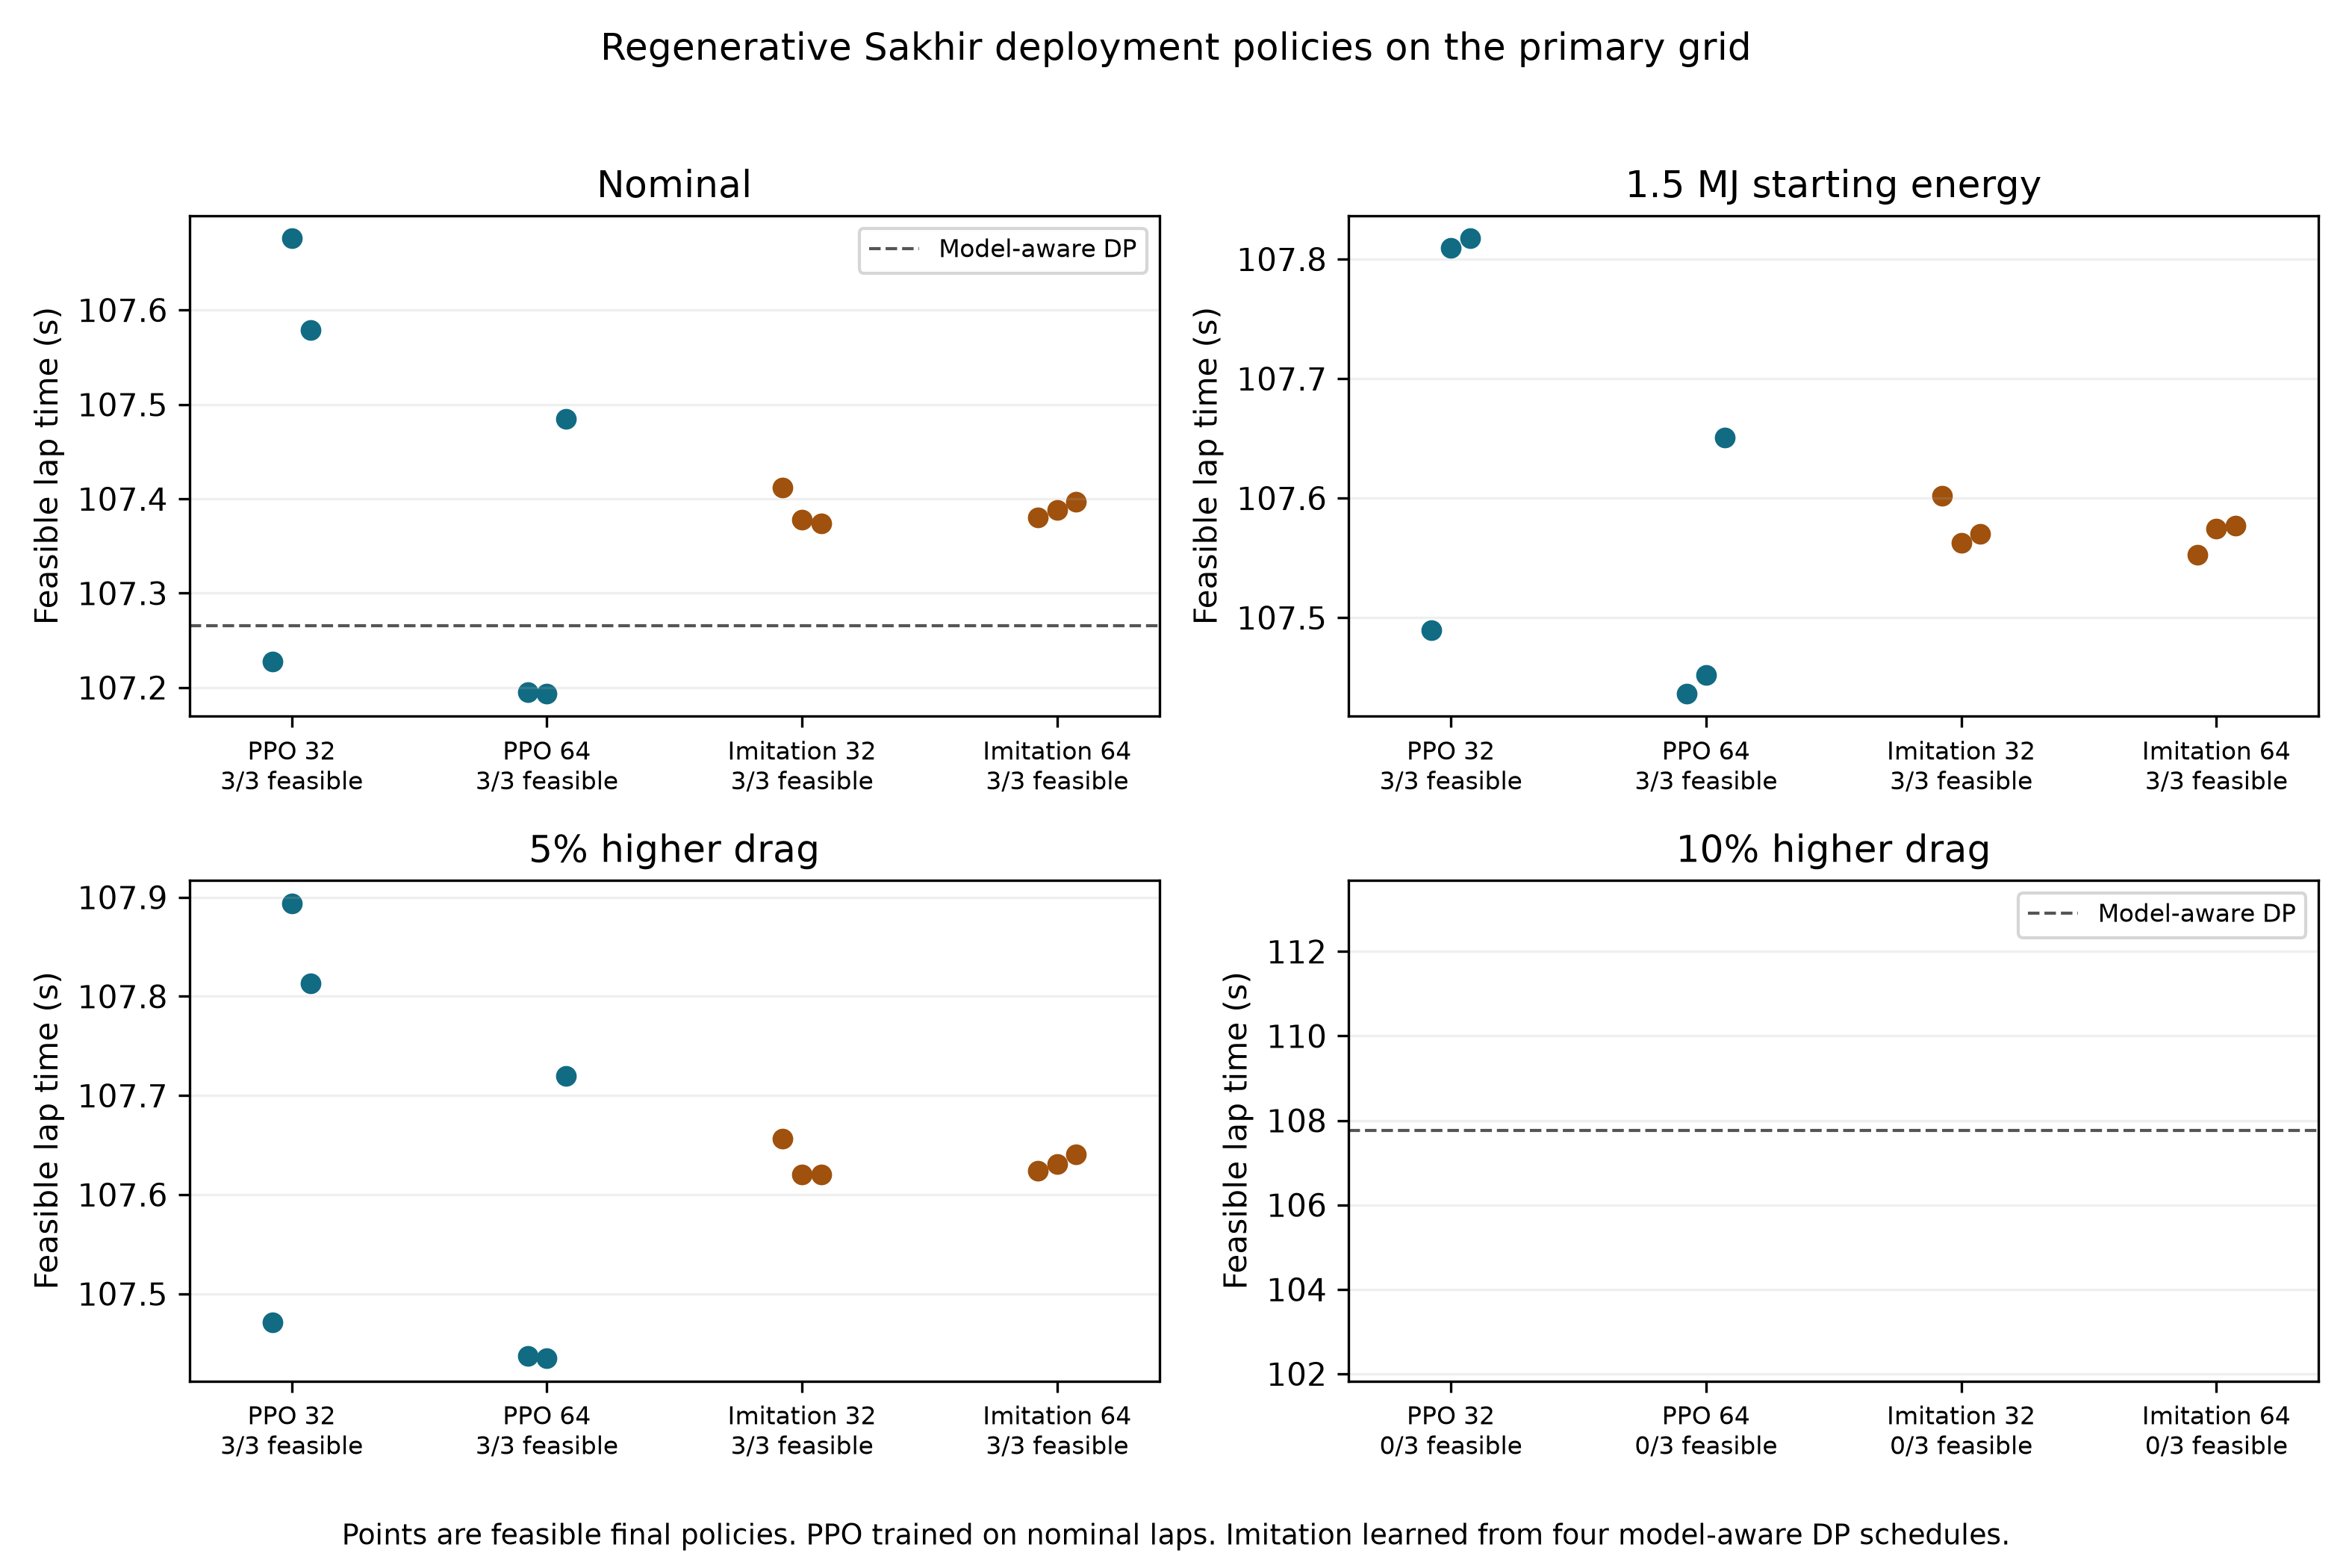 Regenerative Sakhir deployment policies on the primary grid
Nominal
Feasible lap time (s)
107.6
107.5
107.4
107.3
107.2
Model-aware DP
PPO 32
3/3 feasible
PPO 64
3/3 feasible
Imitation 32
3/3 feasible
Imitation 64
3/3 feasible
1.5 MJ starting energy
Feasible lap time (s)
107.8
107.7
107.6
107.5
PPO 32
3/3 feasible
PPO 64
3/3 feasible
Imitation 32
3/3 feasible
Imitation 64
3/3 feasible
5% higher drag
Feasible lap time (s)
107.9
107.8
107.7
107.6
107.5
PPO 32
3/3 feasible
PPO 64
3/3 feasible
Imitation 32
3/3 feasible
Imitation 64
3/3 feasible
10% higher drag
Feasible lap time (s)
112
110
108
106
104
102
Model-aware DP
PPO 32
0/3 feasible
PPO 64
0/3 feasible
Imitation 32
0/3 feasible
Imitation 64
0/3 feasible
Points are feasible final policies. PPO trained on nominal laps. Imitation learned from four model-aware DP schedules.